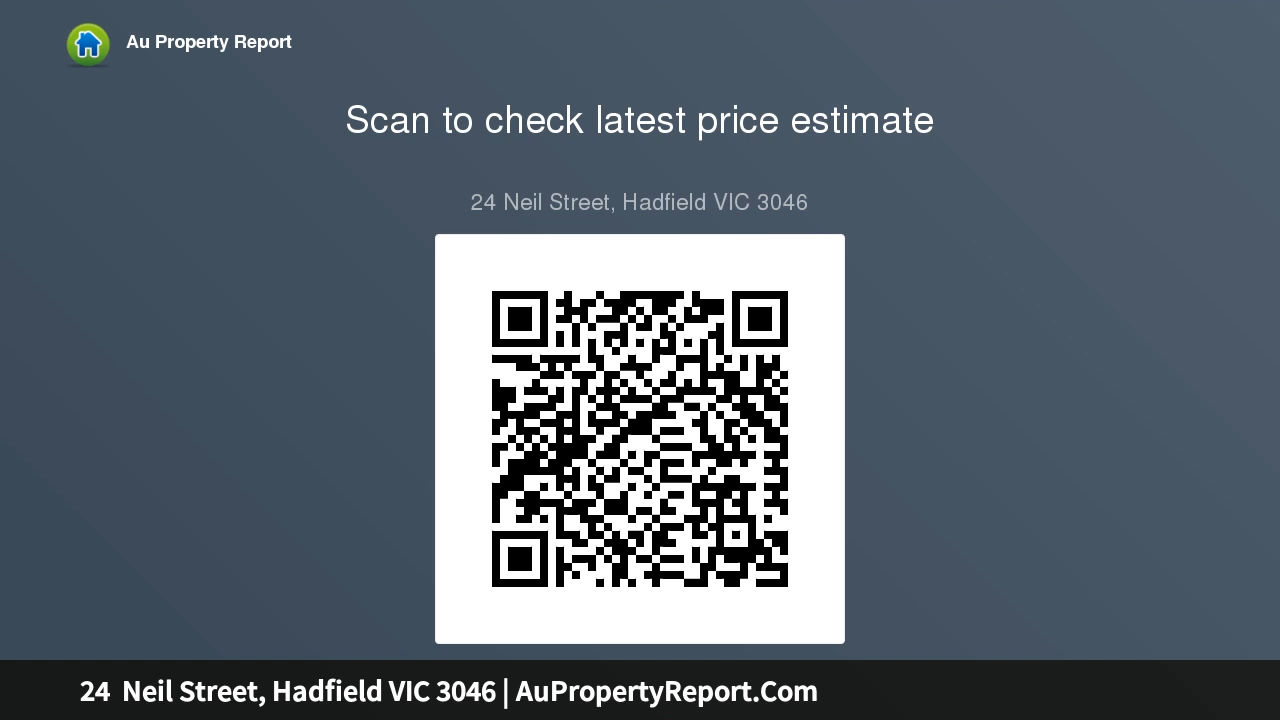 Au Property Report
Scan to check latest price estimate
24 Neil Street, Hadfield VIC 3046
24 Neil Street, Hadfield VIC 3046 | AuPropertyReport.Com